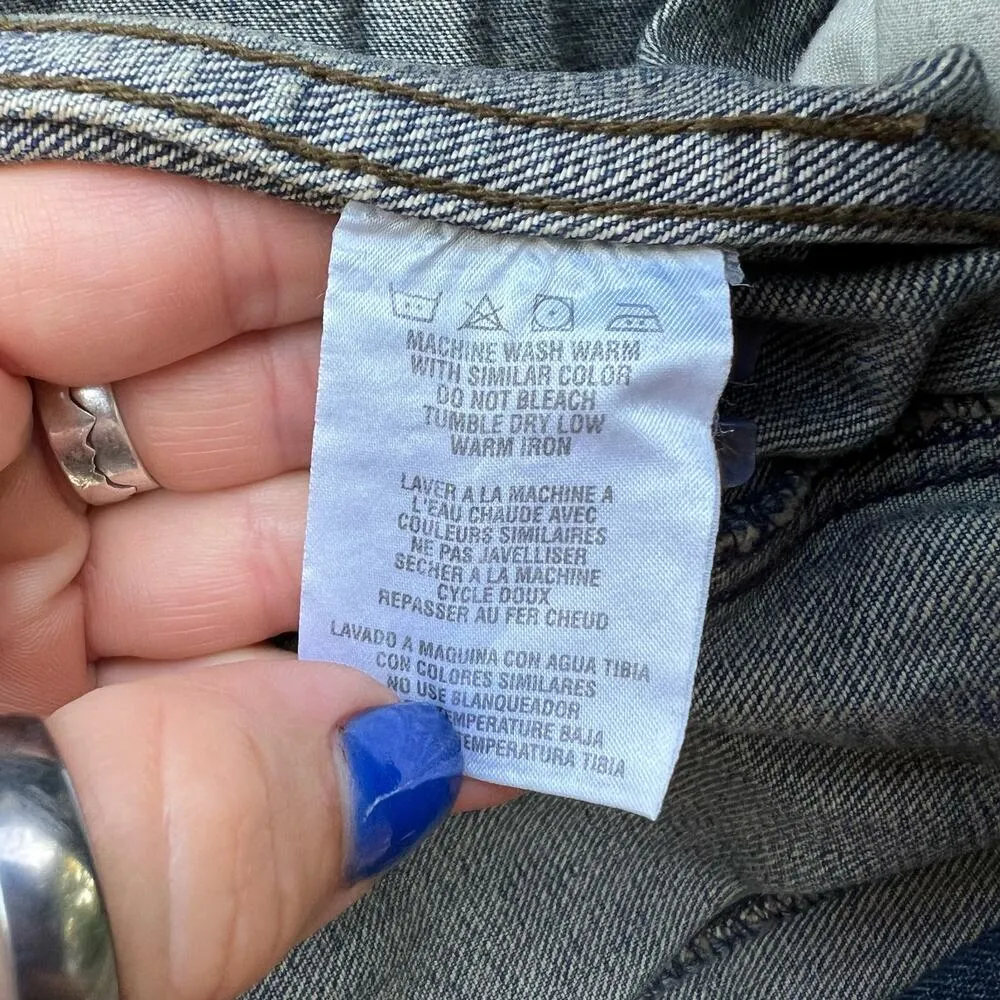 MACHINE WASH WARM
WITH SIMILAR COLOR
DO NOT BLEACH
TUMBLE DRY LOW
WARM IRON
LAVER A LA MACHINE A
L'EAU CHAUDE AVEC
COULEURS SIMILAIRES
NE PAS JAVELLISER
SECHER A LA MACHINE
CYCLE DOUX
REPASSER AU FER CHEUD
LAVADO A MAQUINA CON AGUA TIBIA
CON COLORES SIMILARES
NO USE BLANQUEADOR
TEMPERATURE BAJA
TEMPERATURA TIBIA